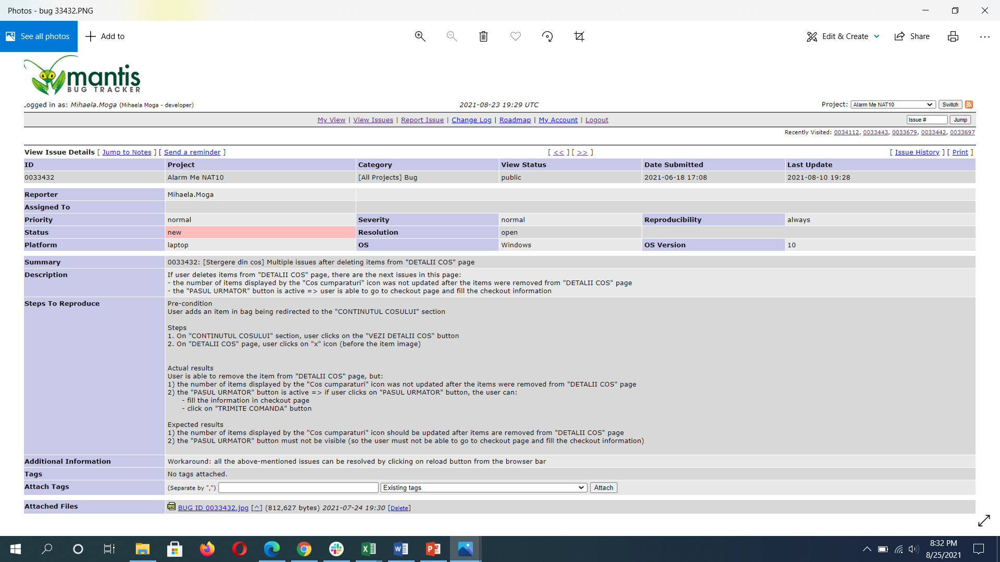 Photos - bug 33432.PNG
See all photos
Add to
Edit & Create
Share
mantis
BUG TRACKER
Logged in as: Mihaela.Moga (Mihaela Moga - developer)
2021-08-23 19:29 UTC
Project: Alarm Me NAT10 Switch
My View | View Issues | Report Issue | Change Log | Roadmap | My Account | Logout
Issue # Jump
Recently Visited: 0034112, 0033443, 0033679, 0033442, 0033697
View Issue Details [ Jump to Notes ] [ Send a reminder ] [ << ] [ >> ] [ Issue History ] [ Print ]
ID Project Category View Status Date Submitted Last Update
0033432 Alarm Me NAT10 [All Projects] Bug public 2021-06-18 17:08 2021-08-10 19:28
Reporter Mihaela.Moga
Assigned To
Priority normal Severity normal Reproducibility always
Status new Resolution open
Platform laptop OS Windows OS Version 10
Summary 0033432: [Stergere din cos] Multiple issues after deleting items from "DETALII COS" page
Description If user deletes items from "DETALII COS" page, there are the next issues in this page:
- the number of items displayed by the "Cos cumparaturi" icon was not updated after the items were removed from "DETALII COS" page
- the "PASUL URMATOR" button is active => user is able to go to checkout page and fill the checkout information
Steps To Reproduce Pre-condition
User adds an item in bag being redirected to the "CONTINUTUL COSULUI" section
Steps
1. On "CONTINUTUL COSULUI" section, user clicks on the "VEZI DETALII COS" button
2. On "DETALII COS" page, user clicks on "x" icon (before the item image)
Actual results
User is able to remove the item from "DETALII COS" page, but:
1) the number of items displayed by the "Cos cumparaturi" icon was not updated after the items were removed from "DETALII COS" page
2) the "PASUL URMATOR" button is active => if user clicks on "PASUL URMATOR" button, the user can:
- fill the information in checkout page
- click on "TRIMITE COMANDA" button
Expected results
1) the number of items displayed by the "Cos cumparaturi" icon should be updated after items are removed from "DETALII COS" page
2) the "PASUL URMATOR" button must not be visible (so the user must not be able to go to checkout page and fill the checkout information)
Additional Information Workaround: all the above-mentioned issues can be resolved by clicking on reload button from the browser bar
Tags No tags attached.
Attach Tags (Separate by ",") Existing tags Attach
Attached Files BUG ID 0033432.jpg [^] (812,627 bytes) 2021-07-24 19:30 [Delete]
8:32 PM
8/25/2021